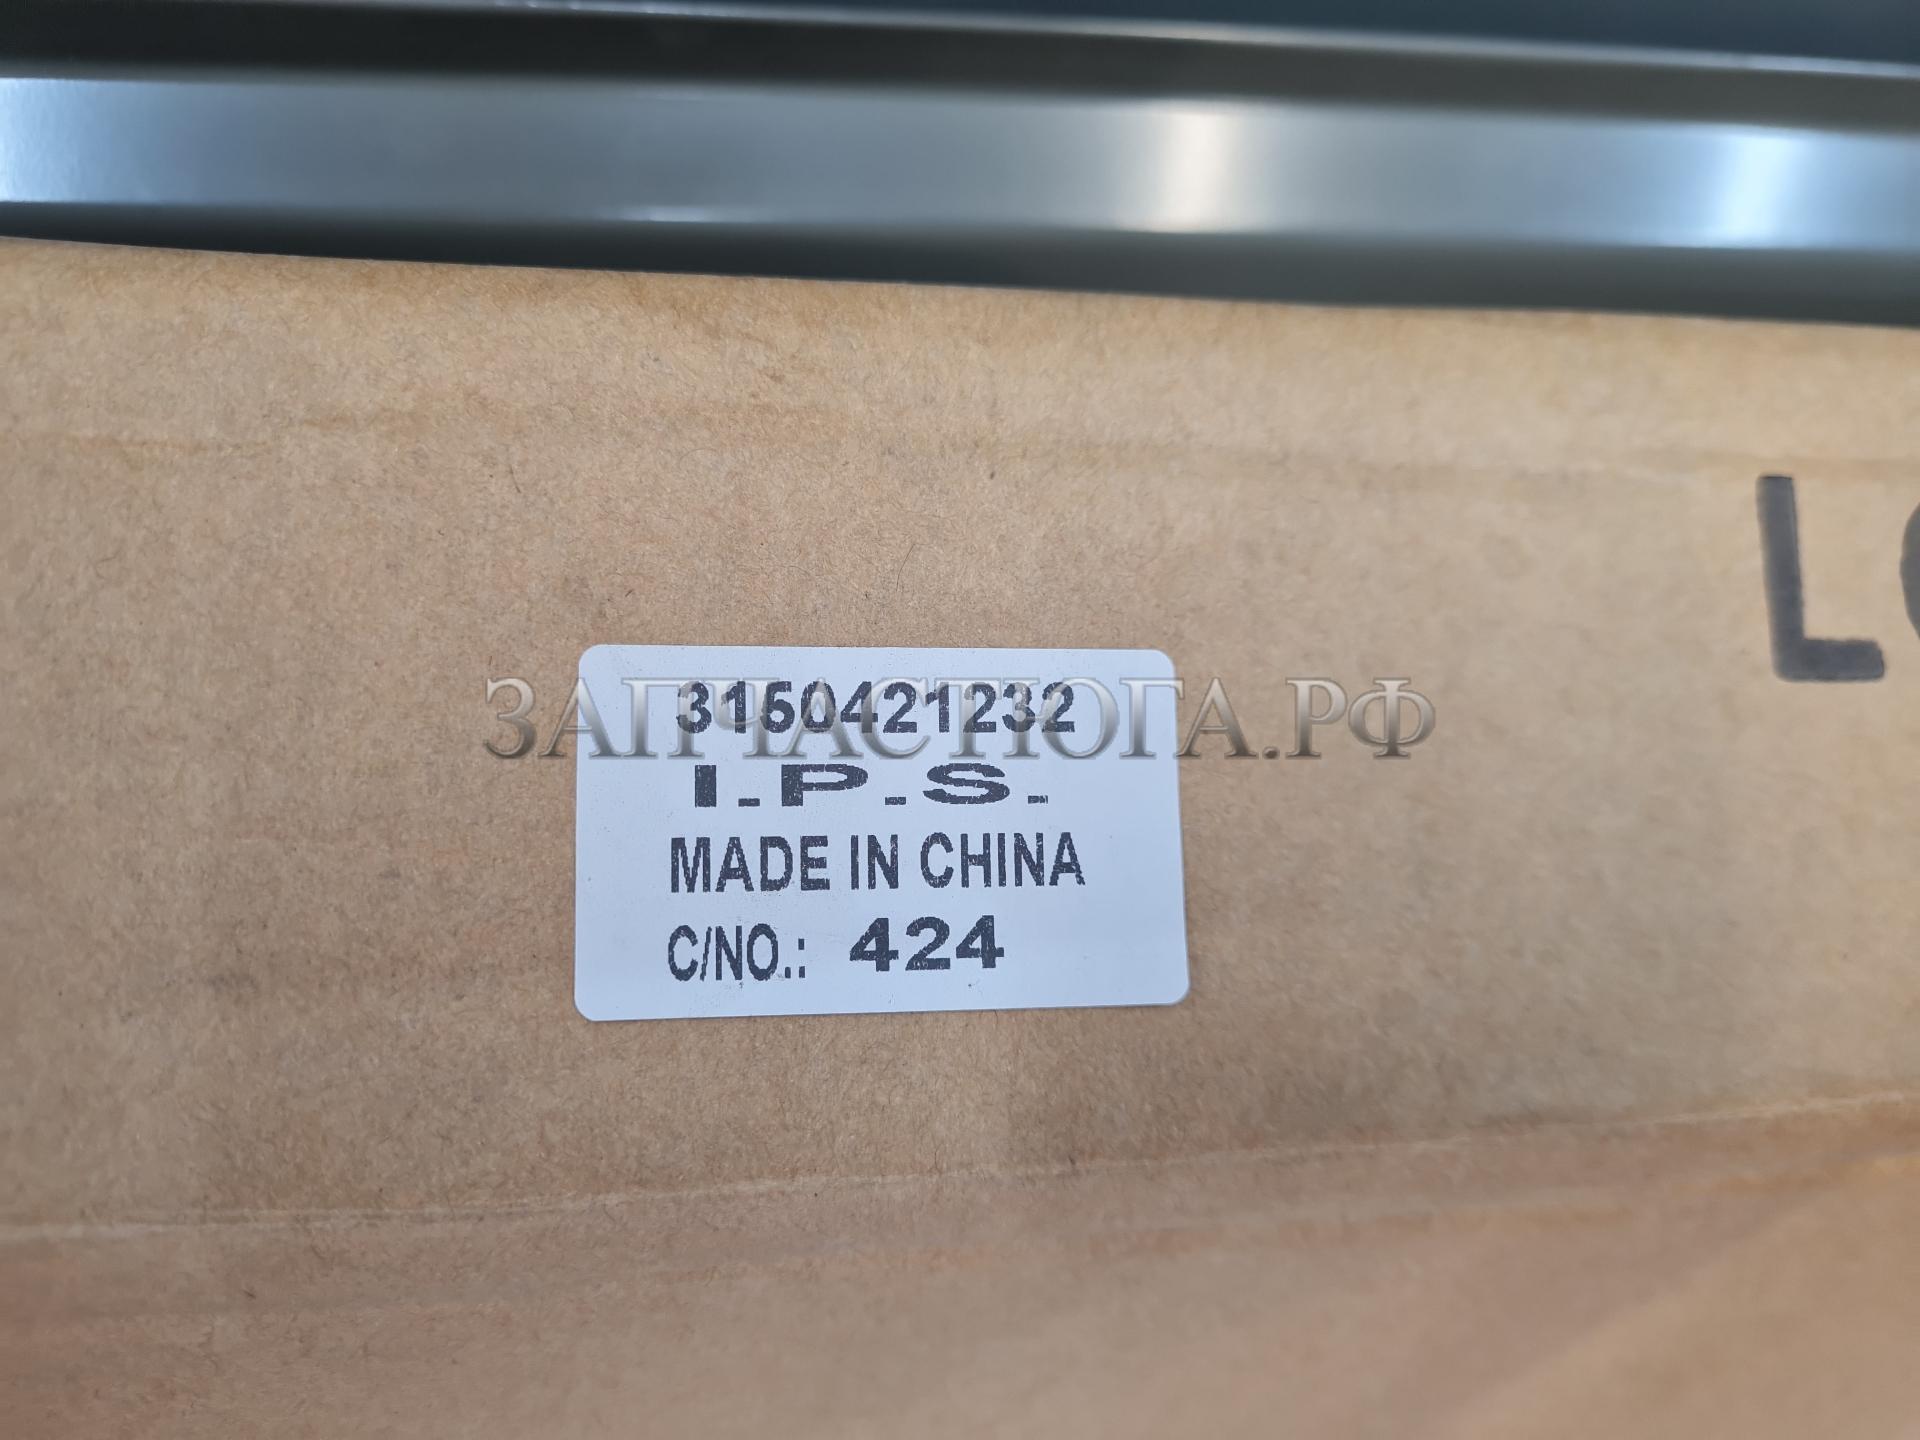 3150421232
ЗАПЧАСТЮГА.РФ
I.P.S.
MADE IN CHINA
C/NO.: 424